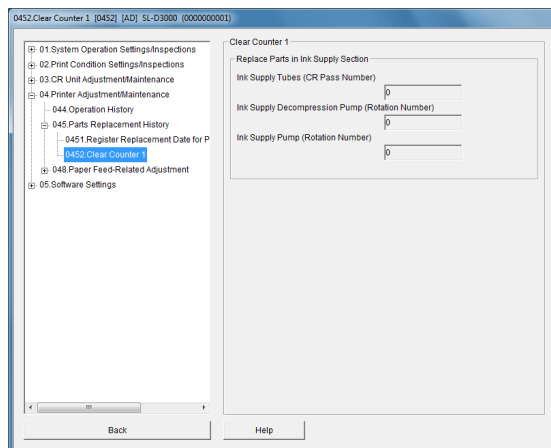 0452.Clear Counter 1 [0452] [AD] SL-D3000 (0000000001)
01.System Operation Settings/Inspections
02.Print Condition Settings/Inspections
03.CR Unit Adjustment/Maintenance
04.Printer Adjustment/Maintenance
044.Operation History
045.Parts Replacement History
0451.Register Replacement Date for P
0452.Clear Counter 1
048.Paper Feed-Related Adjustment
05.Software Settings
Clear Counter 1
Replace Parts in Ink Supply Section
Ink Supply Tubes (CR Pass Number)
0
Ink Supply Decompression Pump (Rotation Number)
0
Ink Supply Pump (Rotation Number)
0
Back
Help